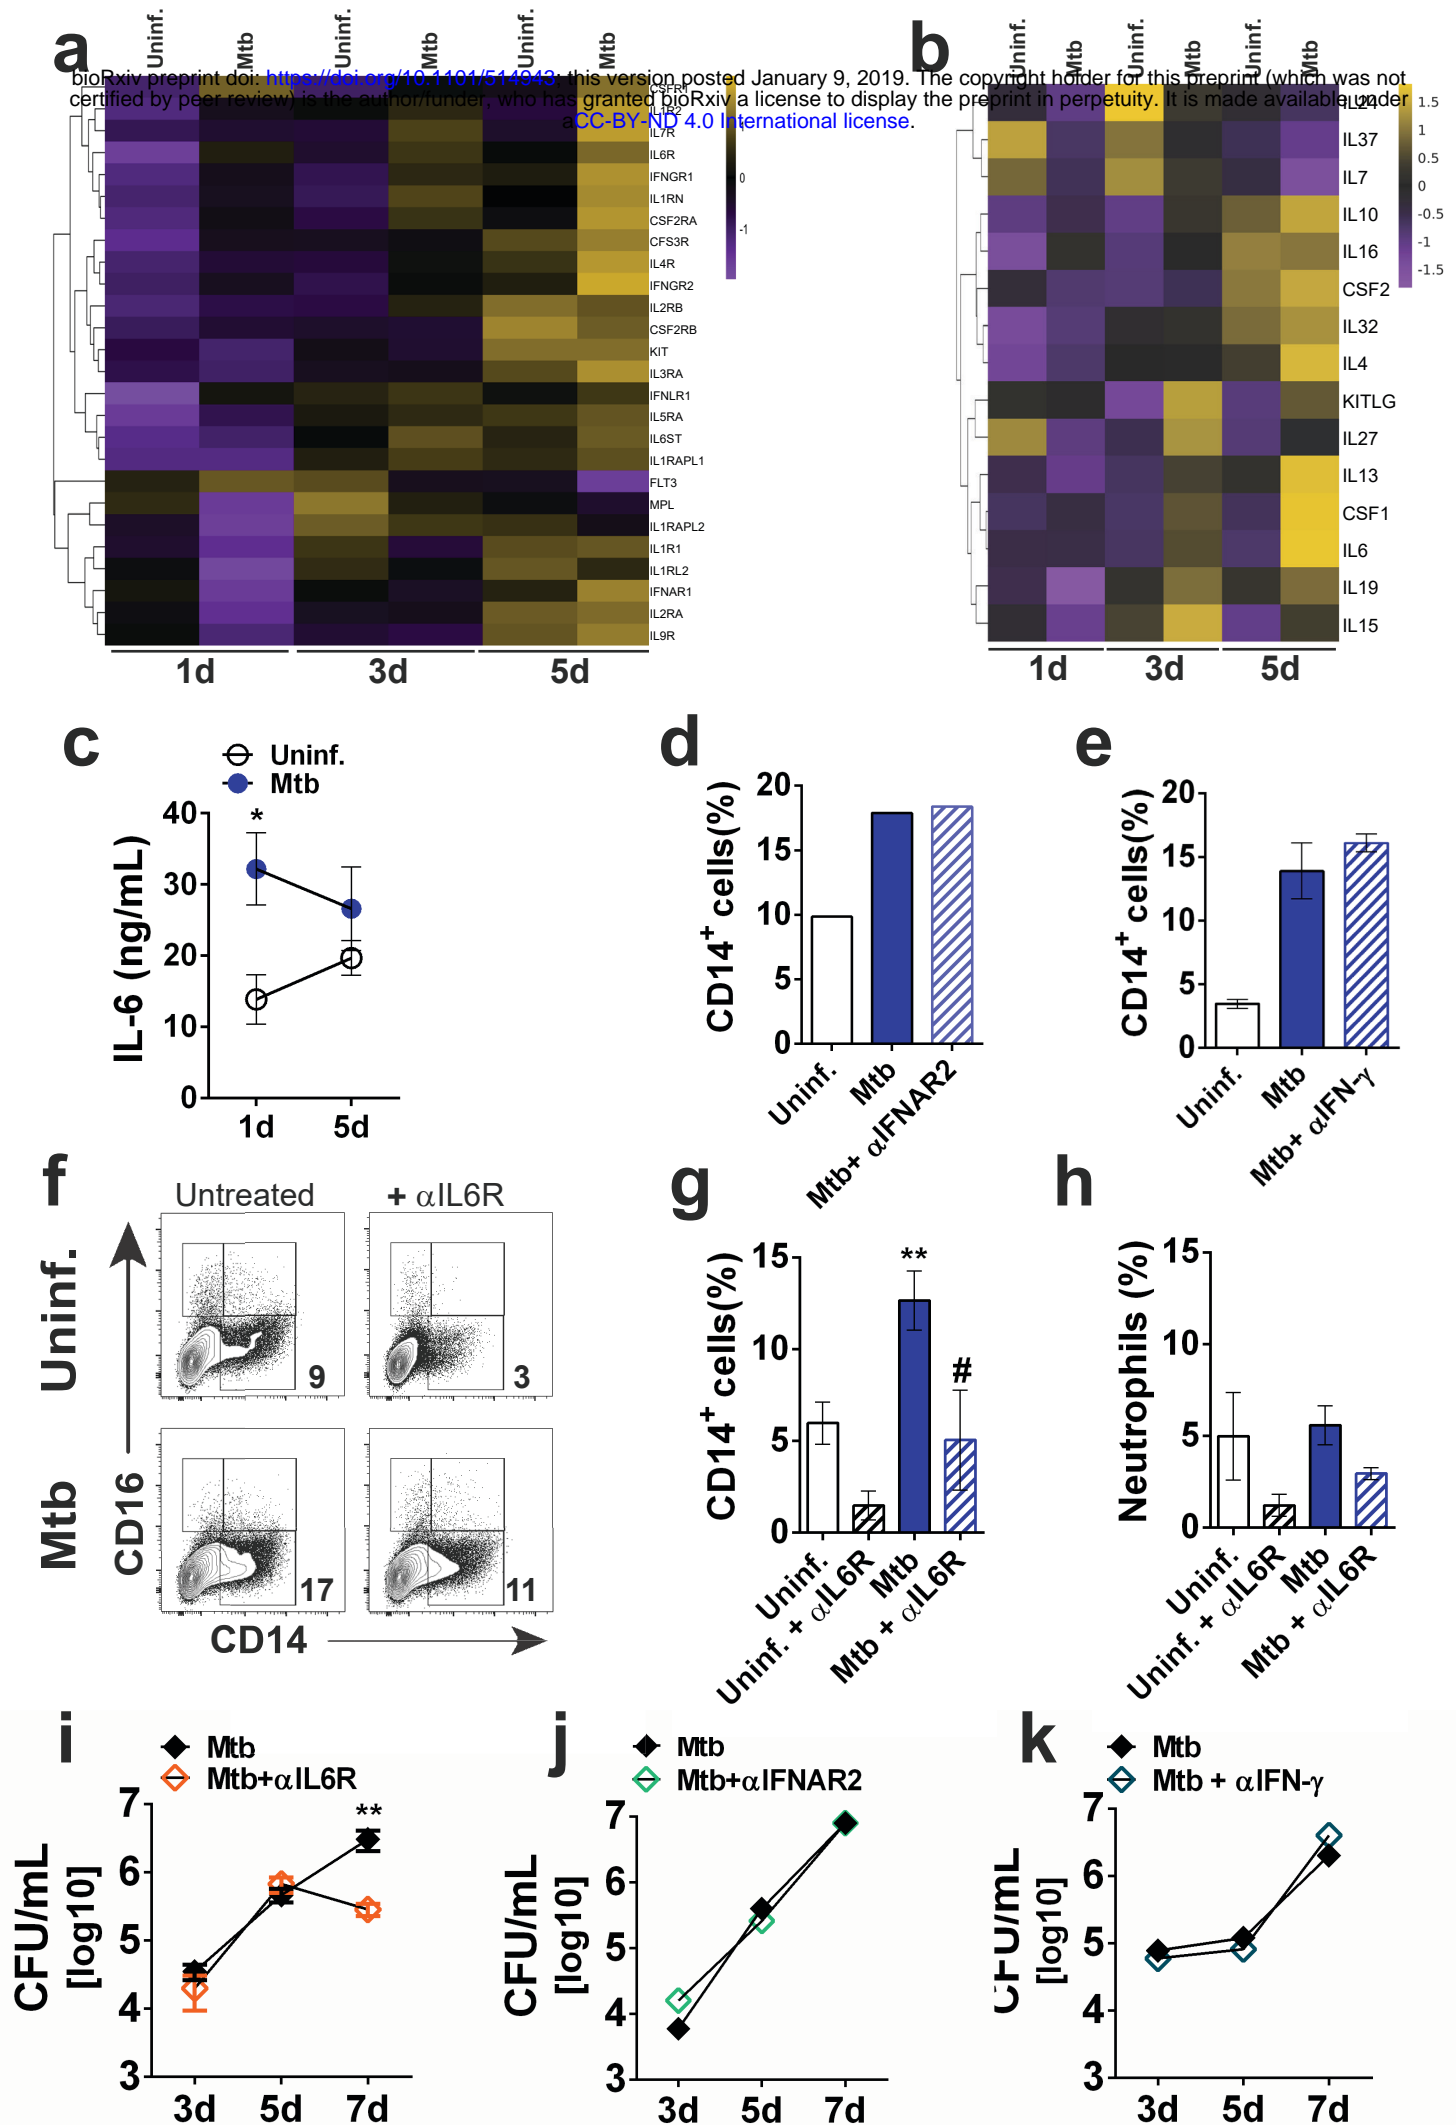 a
Uninf.
Mtb
Uninf.
Mtb
Uninf.
Mtb
b
Uninf.
Mtb
Uninf.
Mtb
Uninf.
Mtb
bioRxiv preprint doi: https://doi.org/10.1101/514943; this version posted January 9, 2019. The copyright holder for this preprint (which was not
certified by peer review) is the author/funder, who has granted bioRxiv a license to display the preprint in perpetuity. It is made available under
aCC-BY-ND 4.0 International license.
CSFR1
IL1R2
IL7R
IL6R
IFNGR1
IL1RN
CSF2RA
CFS3R
IL4R
IFNGR2
IL2RB
CSF2RB
KIT
IL3RA
IFNLR1
IL5RA
IL6ST
IL1RAPL1
FLT3
MPL
IL1RAPL2
IL1R1
IL1RL2
IFNAR1
IL2RA
IL9R
0
-1
1d
3d
5d
IL24
IL37
IL7
IL10
IL16
CSF2
IL32
IL4
KITLG
IL27
IL13
CSF1
IL6
IL19
IL15
1.5
1
0.5
0
-0.5
-1
-1.5
1d
3d
5d
c
Uninf.
Mtb
IL-6 (ng/mL)
40
30
20
10
0
*
1d
5d
d
CD14+ cells(%)
20
15
10
5
0
Uninf.
Mtb
Mtb+ αIFNAR2
e
CD14+ cells(%)
20
15
10
5
0
Uninf.
Mtb
Mtb+ αIFN-γ
f
Untreated
+ αIL6R
Uninf.
Mtb
CD16
9
3
17
11
CD14
g
CD14+ cells(%)
15
10
5
0
**
#
Uninf.
Uninf. + αIL6R
Mtb
Mtb + αIL6R
h
Neutrophils (%)
15
10
5
0
Uninf.
Uninf. + αIL6R
Mtb
Mtb + αIL6R
i
Mtb
Mtb+αIL6R
CFU/mL
[log10]
7
6
5
4
3
**
3d
5d
7d
j
Mtb
Mtb+αIFNAR2
CFU/mL
[log10]
7
6
5
4
3
3d
5d
7d
k
Mtb
Mtb + αIFN-γ
CFU/mL
[log10]
7
6
5
4
3
3d
5d
7d